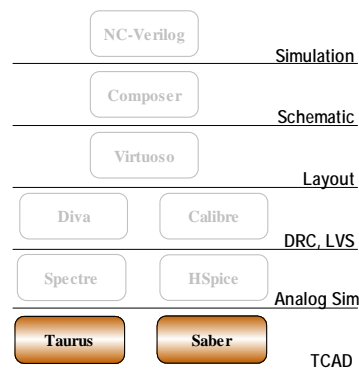 NC-Verilog
Simulation
Composer
Schematic
Virtuoso
Layout
Diva Calibre
DRC, LVS
Spectre HSpice
Analog Sim
Taurus Saber
TCAD